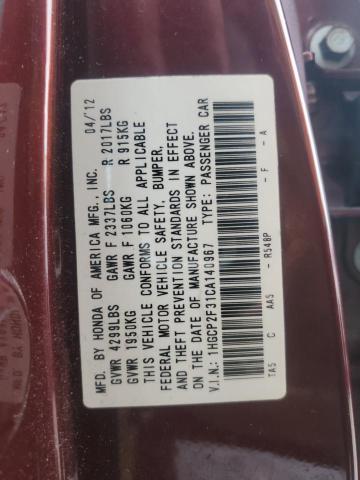 MFD. BY HONDA OF AMERICA MFG., INC. 04/12
GVWR 4299LBS GAWR F 2337LBS R 2017LBS
GVWR 1950KG GAWR F 1060KG R 915KG
THIS VEHICLE CONFORMS TO ALL APPLICABLE
FEDERAL MOTOR VEHICLE SAFETY, BUMPER,
AND THEFT PREVENTION STANDARDS IN EFFECT
ON THE DATE OF MANUFACTURE SHOWN ABOVE.
V.I.N.: 1HGCP2F31CA140967 TYPE: PASSENGER CAR
TA5 C AA5 - R548P - F - A